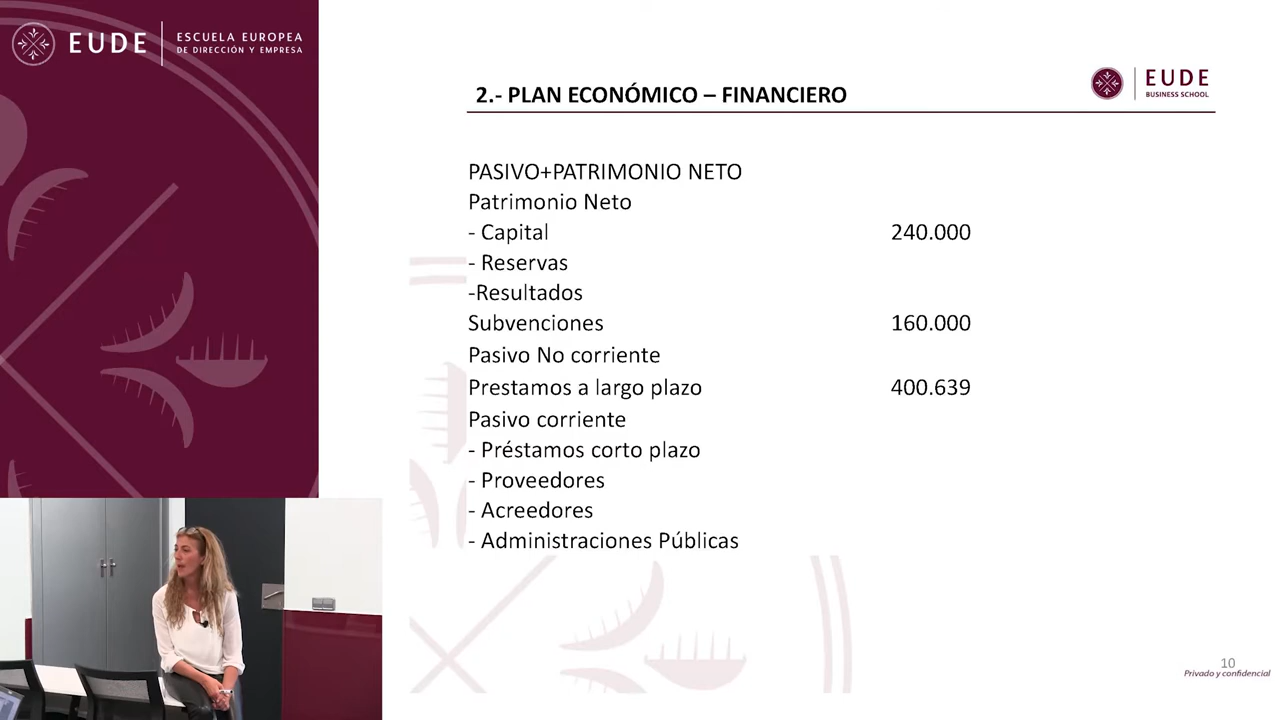 EUDE
ESCUELA EUROPEA
DE DIRECCIÓN Y EMPRESA
2.- PLAN ECONÓMICO – FINANCIERO
EUDE
BUSINESS SCHOOL
PASIVO+PATRIMONIO NETO
Patrimonio Neto
- Capital 240.000
- Reservas
-Resultados
Subvenciones 160.000
Pasivo No corriente
Prestamos a largo plazo 400.639
Pasivo corriente
- Préstamos corto plazo
- Proveedores
- Acreedores
- Administraciones Públicas
10
Privado y confidencial